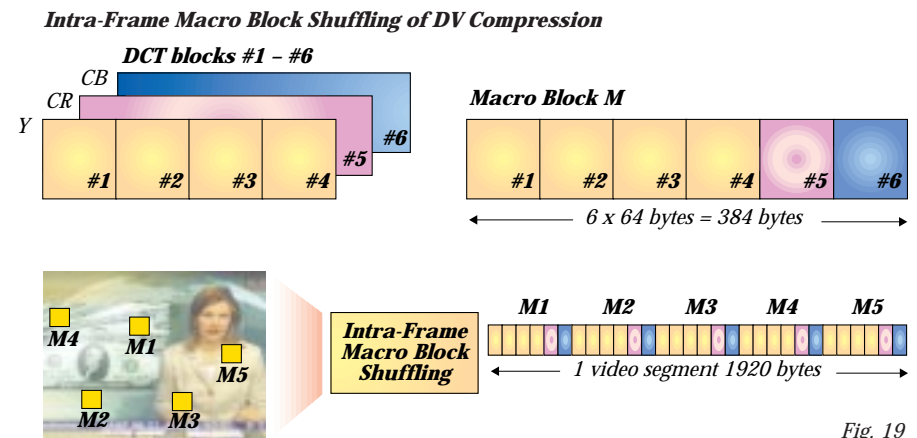 Intra-Frame Macro Block Shuffling of DV Compression
DCT blocks #1 – #6
CB
CR
Y
#1 #2 #3 #4 #5 #6
Macro Block M
#1 #2 #3 #4 #5 #6
6 x 64 bytes = 384 bytes
M4
M1
M5
M2
M3
Intra-Frame
Macro Block
Shuffling
M1 M2 M3 M4 M5
1 video segment 1920 bytes
Fig. 19